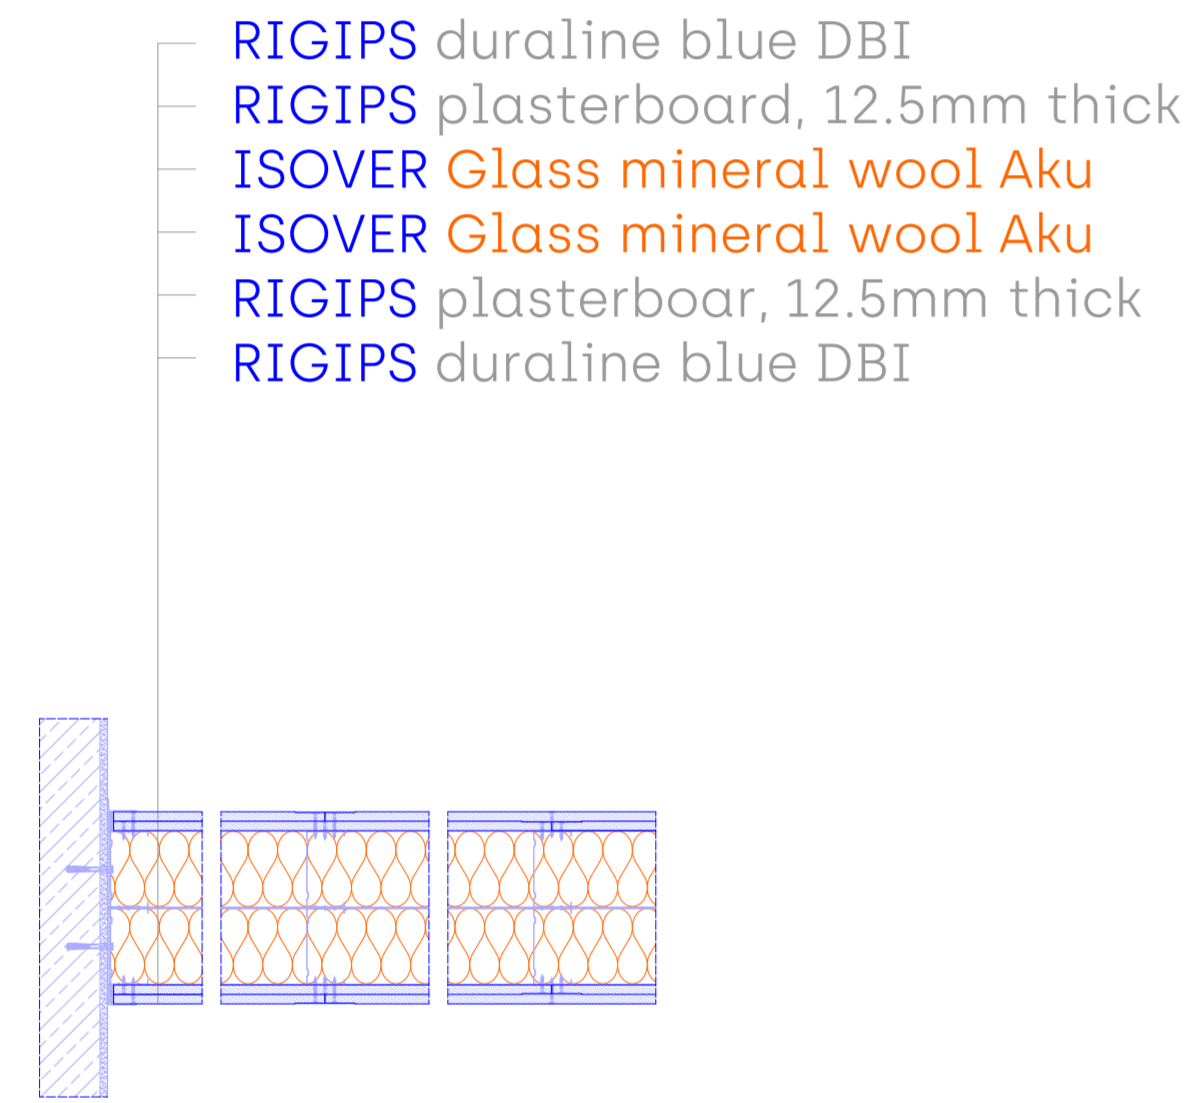 RIGIPS duraline blue DBI
RIGIPS plasterboard, 12.5mm thick
ISOVER Glass mineral wool Aku
ISOVER Glass mineral wool Aku
RIGIPS plasterboar, 12.5mm thick
RIGIPS duraline blue DBI